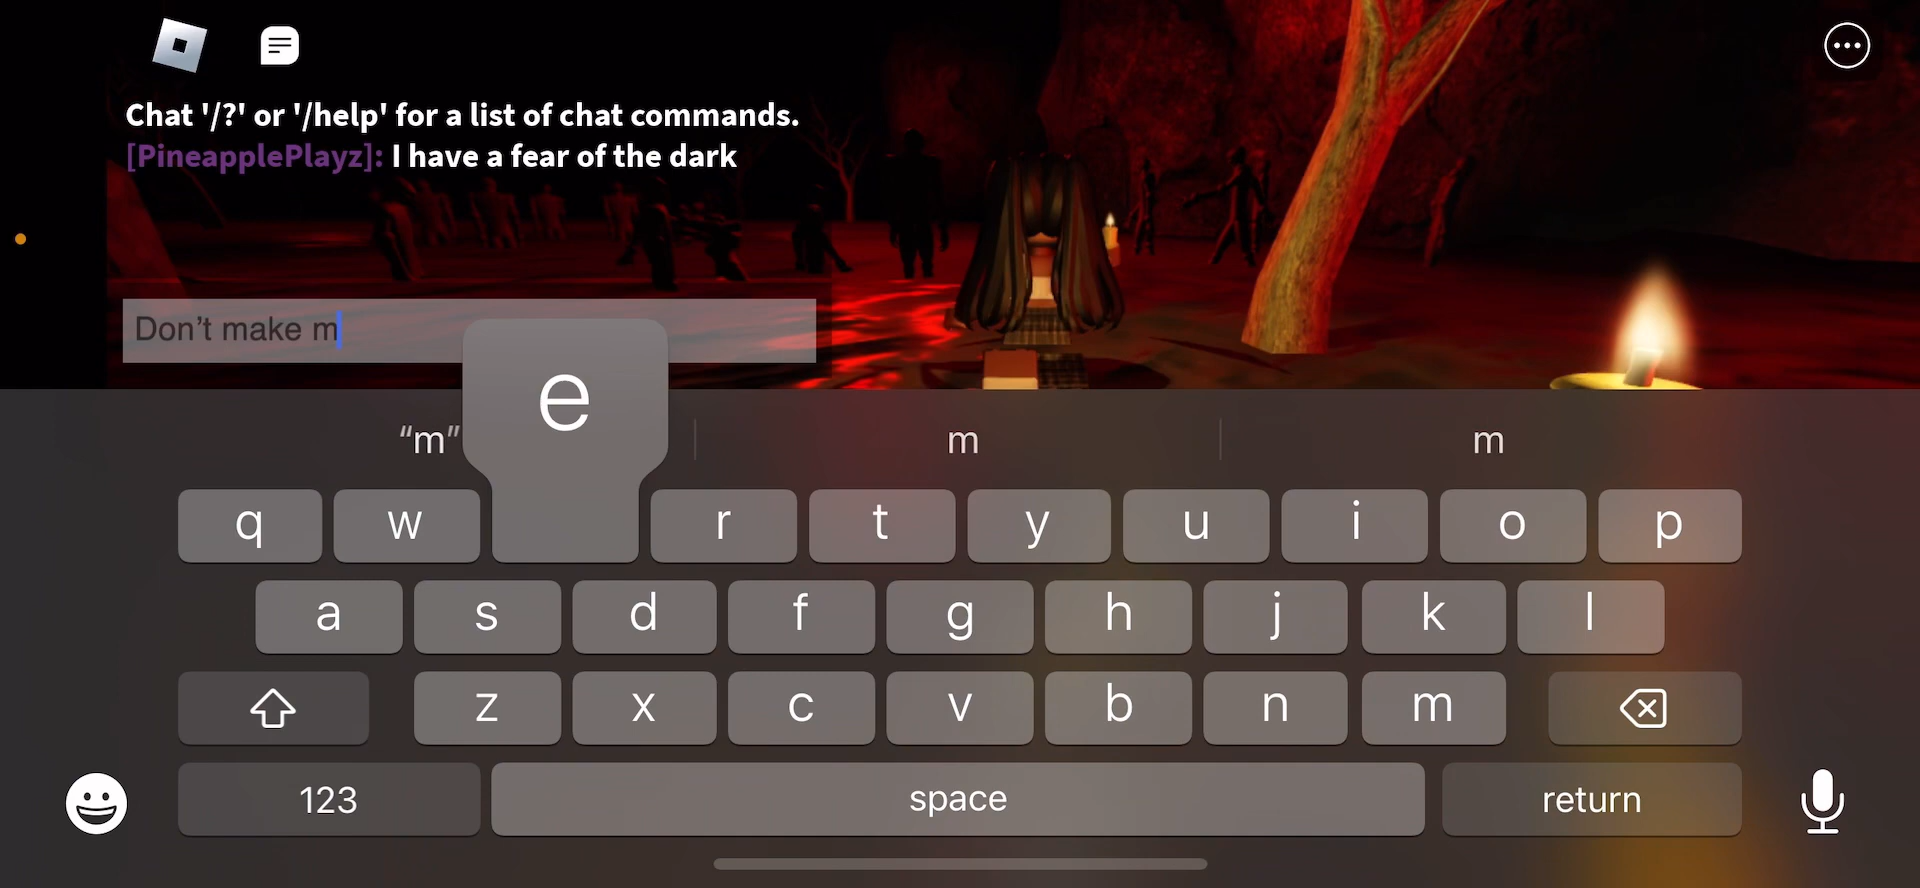 Chat '/?' or '/help' for a list of chat commands.
[PineapplePlayz]: I have a fear of the dark
Don’t make m
e
“m” m m
q w r t y u i o p
a s d f g h j k l
z x c v b n m
123 space return